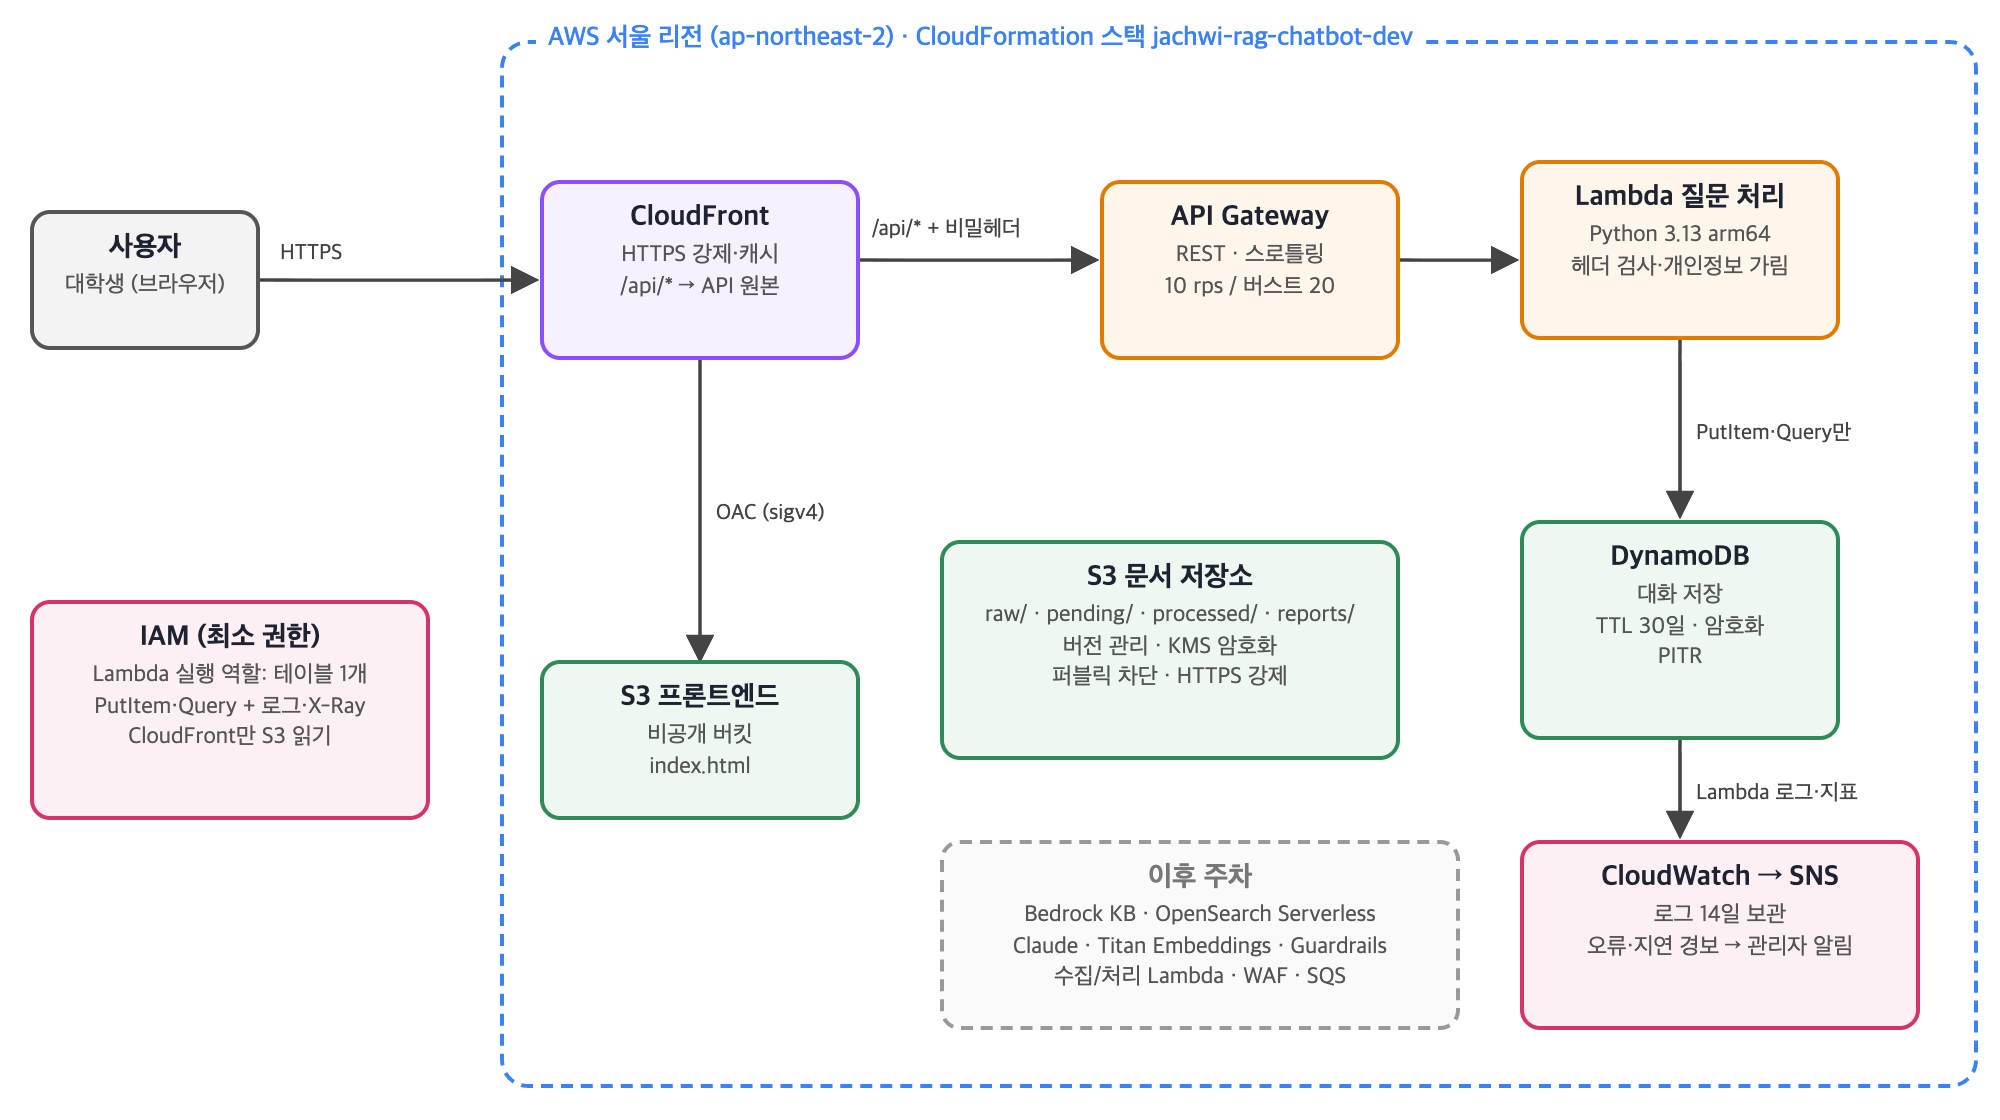 AWS 서울 리전 (ap-northeast-2) · CloudFormation 스택 jachwi-rag-chatbot-dev
사용자
대학생 (브라우저)
HTTPS
CloudFront
HTTPS 강제·캐시
/api/* → API 원본
/api/* + 비밀헤더
API Gateway
REST · 스로틀링
10 rps / 버스트 20
Lambda 질문 처리
Python 3.13 arm64
헤더 검사·개인정보 가림
PutItem·Query만
OAC (sigv4)
IAM (최소 권한)
Lambda 실행 역할: 테이블 1개
PutItem·Query + 로그·X-Ray
CloudFront만 S3 읽기
S3 프론트엔드
비공개 버킷
index.html
S3 문서 저장소
raw/ · pending/ · processed/ · reports/
버전 관리 · KMS 암호화
퍼블릭 차단 · HTTPS 강제
DynamoDB
대화 저장
TTL 30일 · 암호화
PITR
Lambda 로그·지표
이후 주차
Bedrock KB · OpenSearch Serverless
Claude · Titan Embeddings · Guardrails
수집/처리 Lambda · WAF · SQS
CloudWatch → SNS
로그 14일 보관
오류·지연 경보 → 관리자 알림